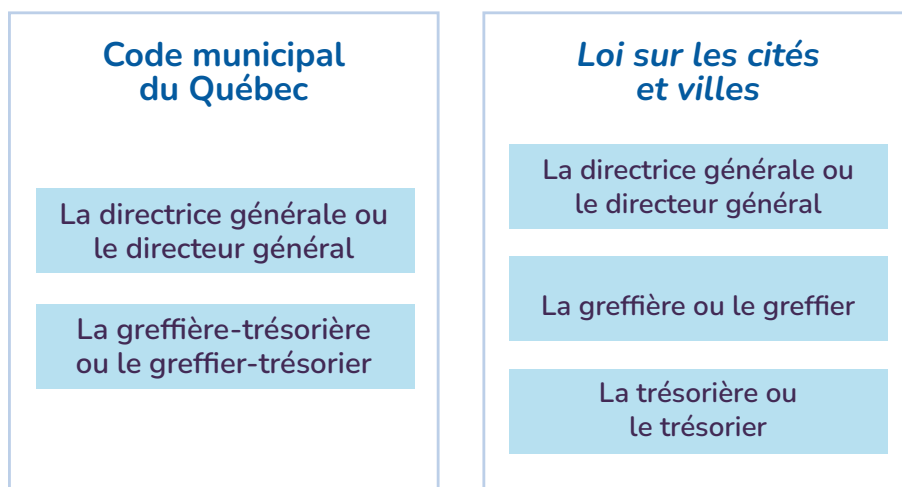 Code municipal
du Québec
La directrice générale ou
le directeur général
La greffière-trésorière
ou le greffier-trésorier
Loi sur les cités
et villes
La directrice générale ou
le directeur général
La greffière ou le greffier
La trésorière ou
le trésorier